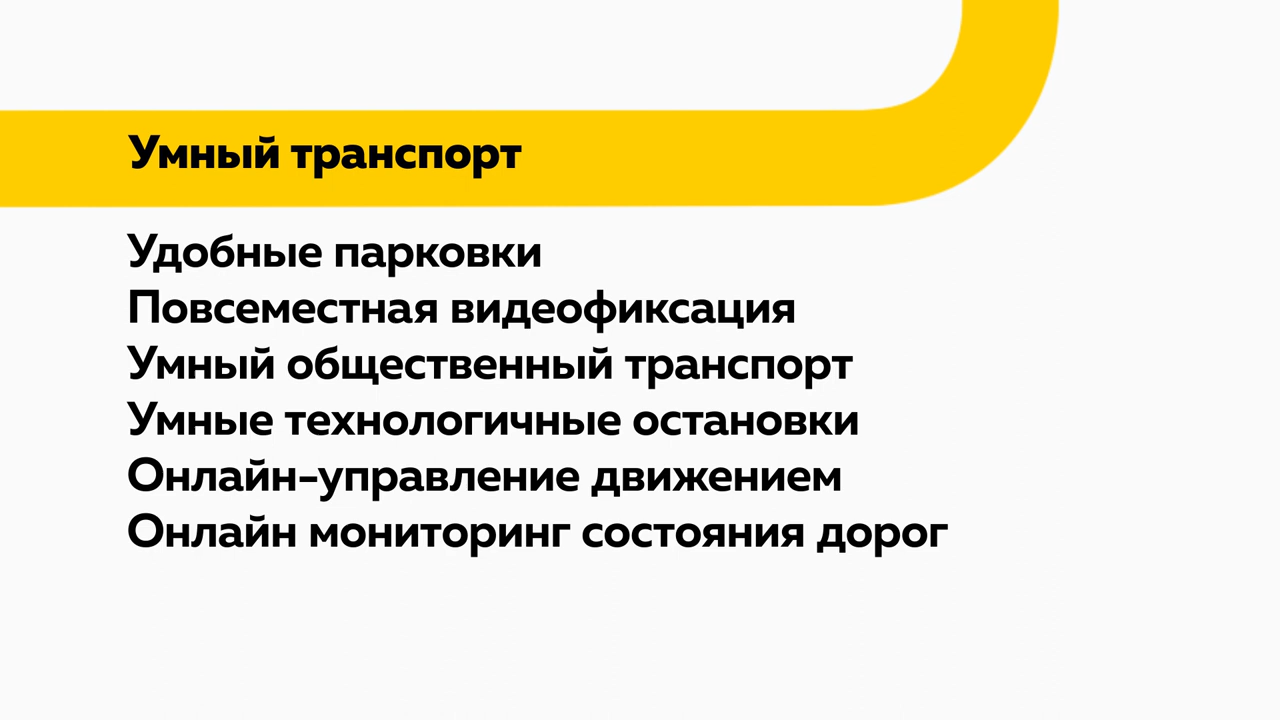 Умный транспорт
Удобные парковки
Повсеместная видеофиксация
Умный общественный транспорт
Умные технологичные остановки
Онлайн-управление движением
Онлайн мониторинг состояния дорог